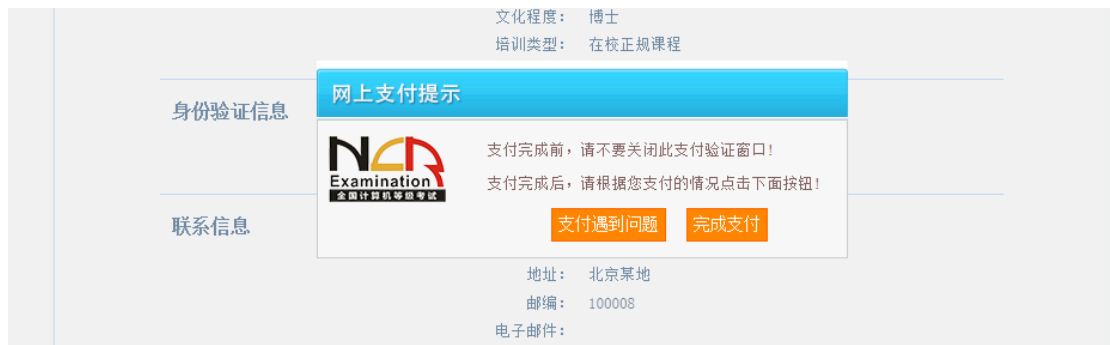 文化程度： 博士
培训类型： 在校正规课程
身份验证信息
网上支付提示
NCR
Examination
全国计算机等级考试
支付完成前，请不要关闭此支付验证窗口!
支付完成后，请根据您支付的情况点击下面按钮!
支付遇到问题 完成支付
联系信息
地址： 北京某地
邮编： 100008
电子邮件：